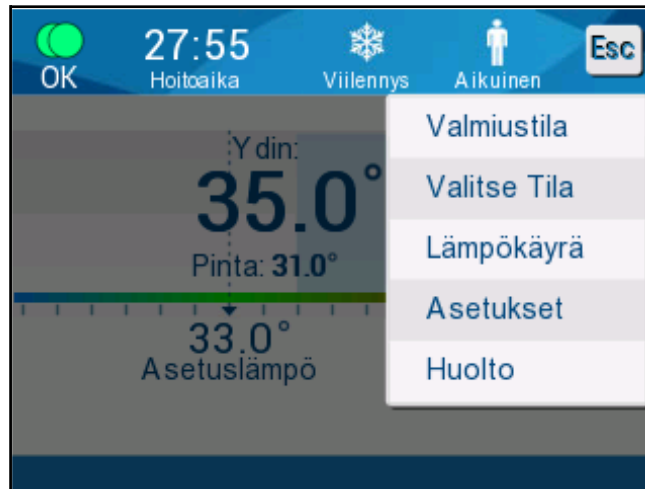 OK
27:55
Hoitoaika
Viilennys
Aikuinen
Esc
Ydin:
35.0°
Pinta: 31.0°
33.0°
Asetuslämpö
Valmiustila
Valitse Tila
Lämpökäyrä
Asetukset
Huolto